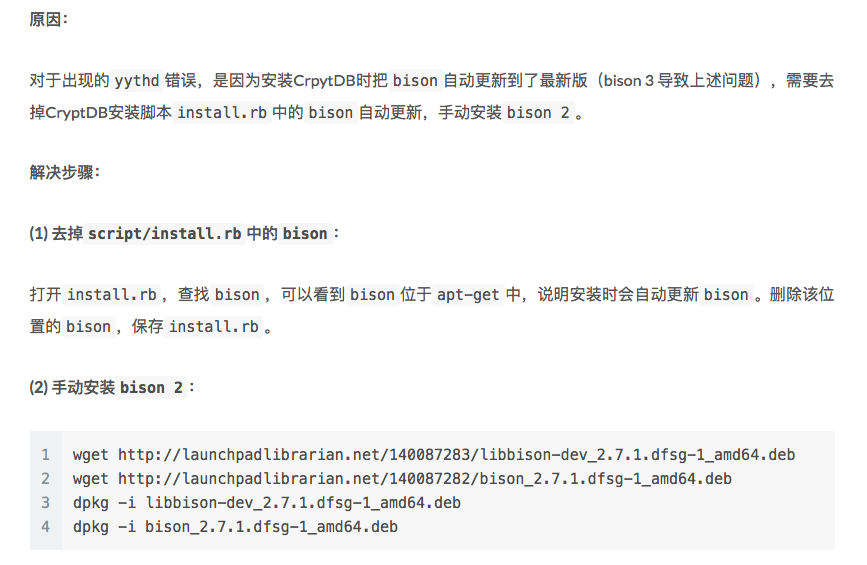 原因：
对于出现的 yythd 错误，是因为安装CrpytDB时把 bison 自动更新到了最新版（bison 3 导致上述问题），需要去
掉CryptDB安装脚本 install.rb 中的 bison 自动更新，手动安装 bison 2 。
解决步骤：
(1) 去掉 script/install.rb 中的 bison ：
打开 install.rb ，查找 bison ，可以看到 bison 位于 apt-get 中，说明安装时会自动更新 bison 。删除该位
置的 bison ，保存 install.rb 。
(2) 手动安装 bison 2 ：
1 wget http://launchpadlibrarian.net/140087283/libbison-dev_2.7.1.dfsg-1_amd64.deb
2 wget http://launchpadlibrarian.net/140087282/bison_2.7.1.dfsg-1_amd64.deb
3 dpkg -i libbison-dev_2.7.1.dfsg-1_amd64.deb
4 dpkg -i bison_2.7.1.dfsg-1_amd64.deb